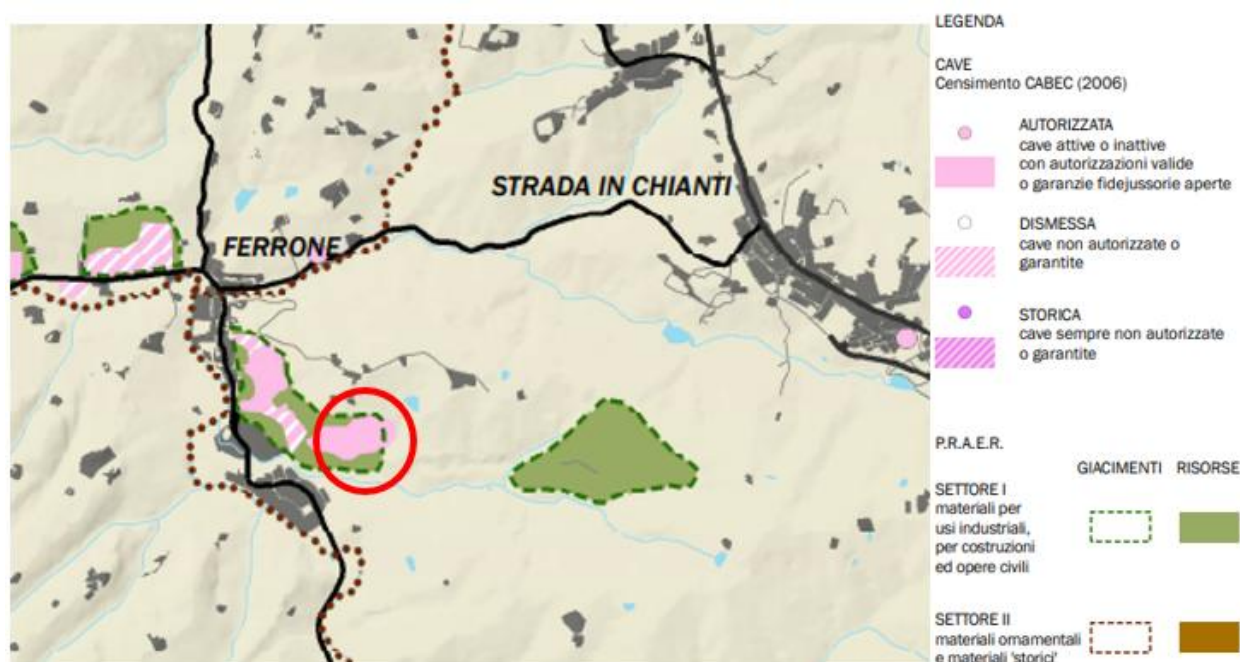 STRADA IN CHIANTI
FERRONE
LEGENDA
CAVE
Censimento CABEC (2006)
AUTORIZZATA
cave attive o inattive
con autorizzazioni valide
o garanzie fidejussorie aperte
DISMESSA
cave non autorizzate o
garantite
STORICA
cave sempre non autorizzate
o garantite
P.R.A.E.R.
GIACIMENTI RISORSE
SETTORE I
materiali per
usi industriali,
per costruzioni
ed opere civili
SETTORE II
materiali ornamentali
e materiali 'storici'